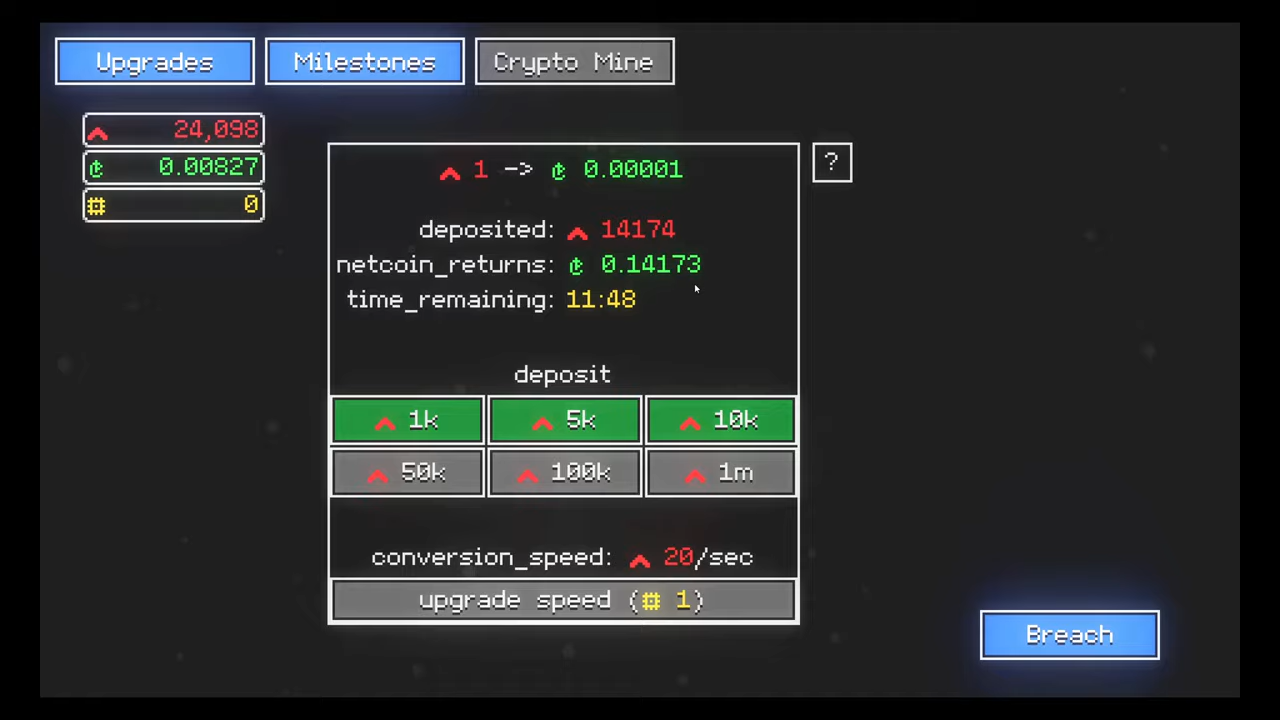 Upgrades Milestones Crypto Mine
24,098
0.00827
0
1 -> 0.00001
?
deposited: 14174
netcoin_returns: 0.14173
time_remaining: 11:48
deposit
1k 5k 10k
50k 100k 1m
conversion_speed: 20/sec
upgrade speed ( 1)
Breach